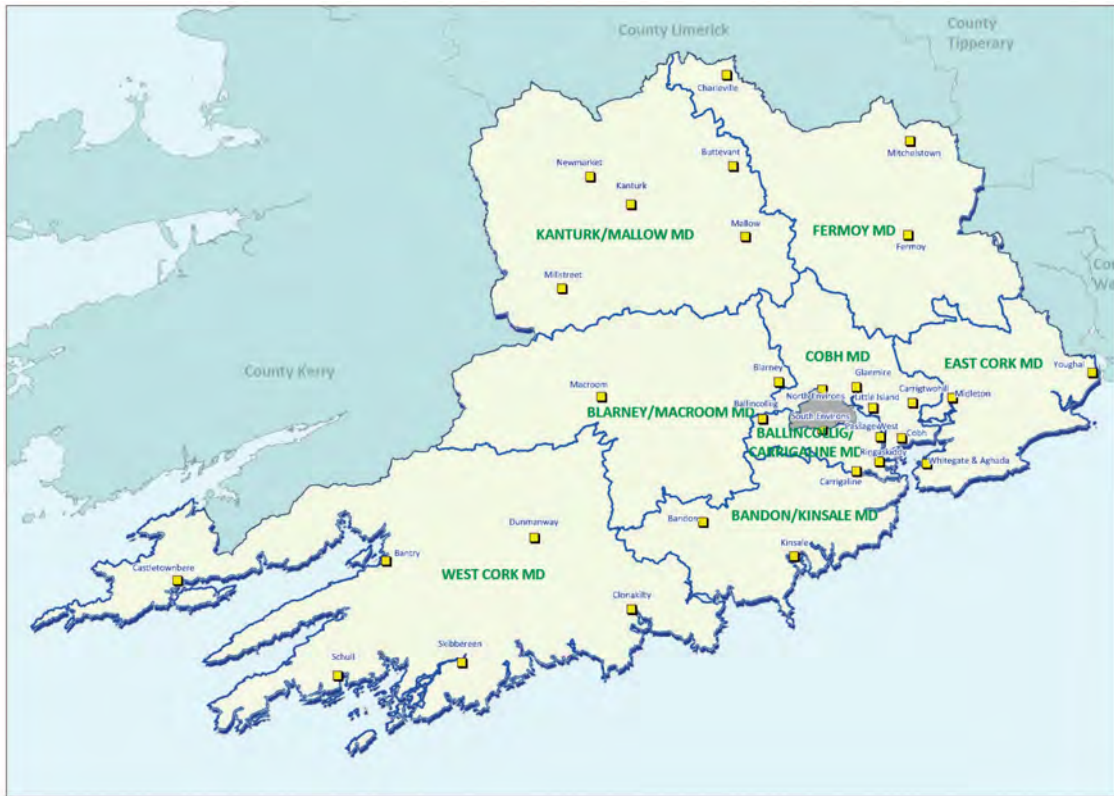 County Limerick
County
Tipperary
Charleville
Mitchelstown
Buttevant
Newmarket
Kanturk
Mallow
KANTURK/MALLOW MD
FERMOY MD
Fermoy
Millstreet
County Kerry
COBH MD
EAST CORK MD
Youghal
Blarney
Glanmire
Macroom
North Environs
Carrigtwohill
Midleton
Little Island
BLARNEY/MACROOM MD
Ballincollig
South Environs
Passage West
Cobh
BALLINCOLLIG/
CARRIGALINE MD
Ringaskiddy
Whitegate & Aghada
Carrigaline
Bandon
BANDON/KINSALE MD
Dunmanway
Kinsale
Bantry
Castletownbere
WEST CORK MD
Clonakilty
Skibbereen
Schull